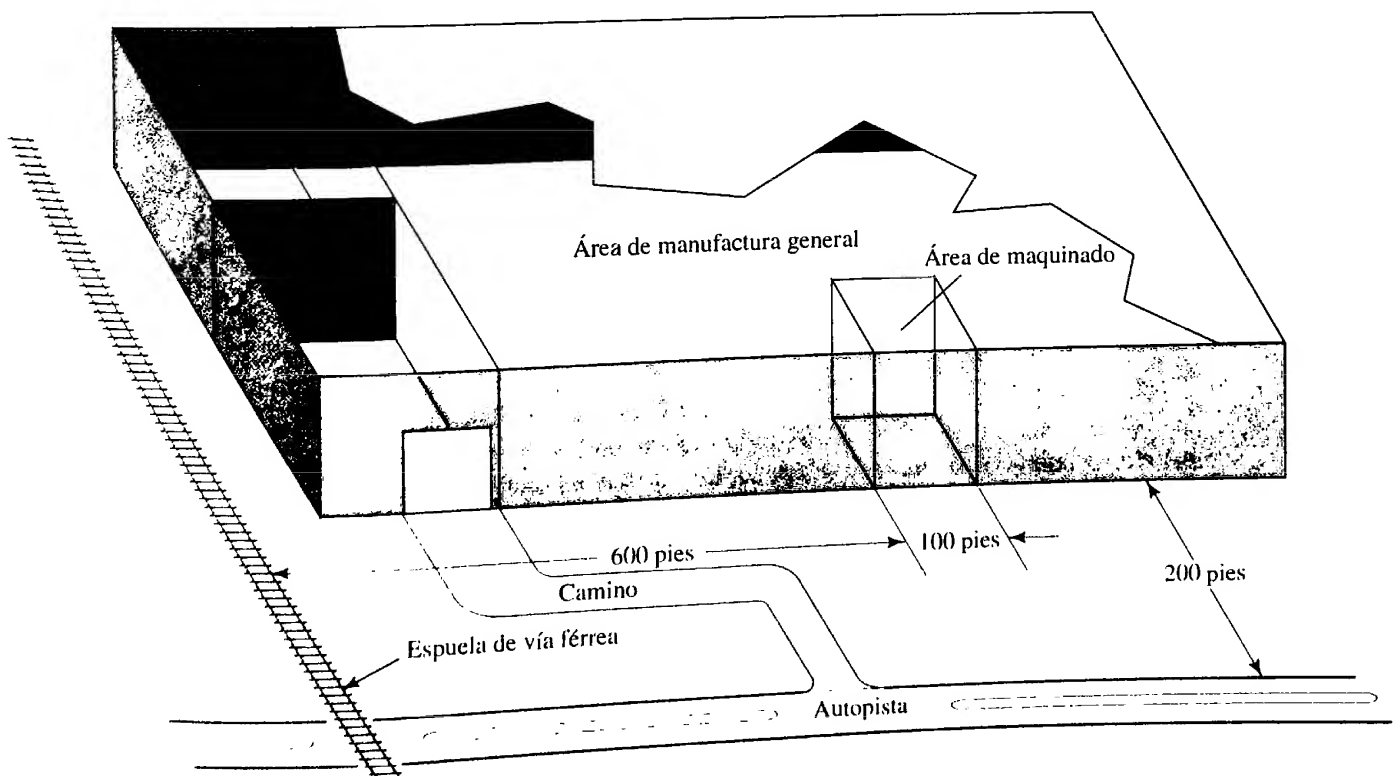 Área de manufactura general
Área de maquinado
600 pies
100 pies
200 pies
Camino
Espuela de vía férrea
Autopista